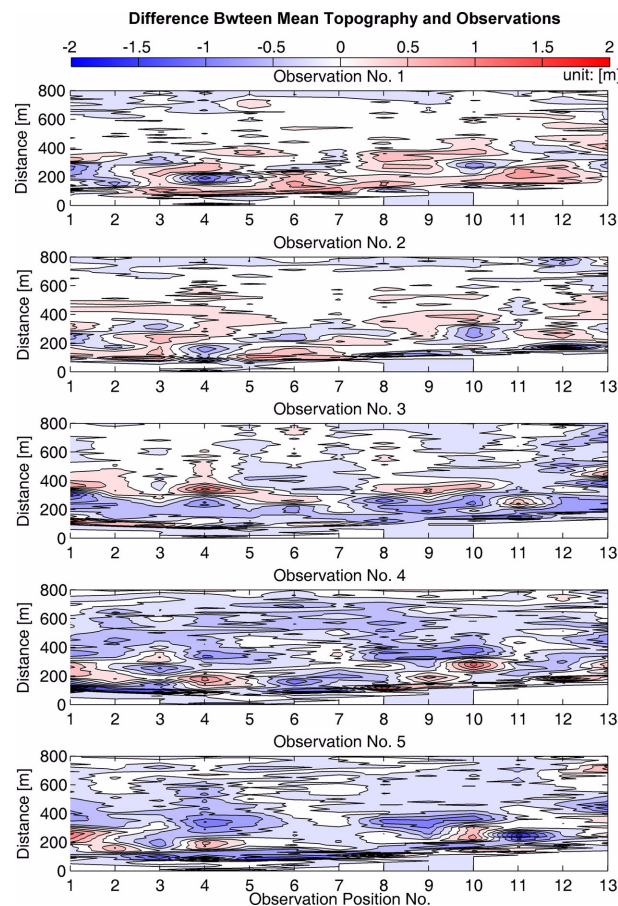 Difference Bwteen Mean Topography and Observations
-2 -1.5 -1 -0.5 0 0.5 1 1.5 2
Observation No. 1 unit: [m]
800
600
400
200
0
Distance [m]
1 2 3 4 5 6 7 8 9 10 11 12 13
Observation No. 2
800
600
400
200
0
Distance [m]
1 2 3 4 5 6 7 8 9 10 11 12 13
Observation No. 3
800
600
400
200
0
Distance [m]
1 2 3 4 5 6 7 8 9 10 11 12 13
Observation No. 4
800
600
400
200
0
Distance [m]
1 2 3 4 5 6 7 8 9 10 11 12 13
Observation No. 5
800
600
400
200
0
Distance [m]
1 2 3 4 5 6 7 8 9 10 11 12 13
Observation Position No.